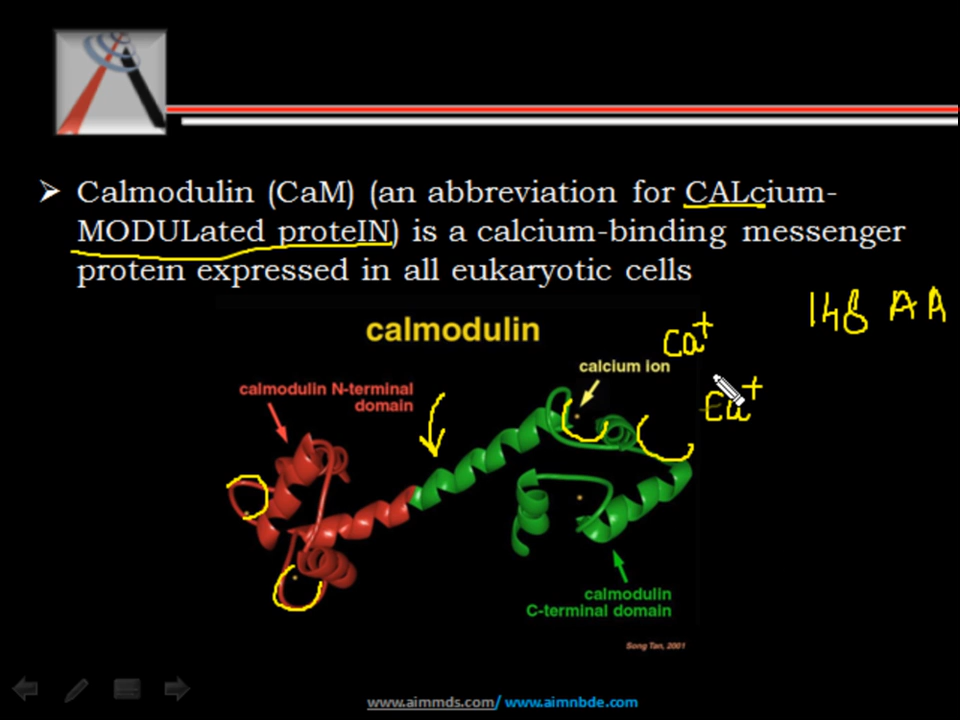 ➢ Calmodulin (CaM) (an abbreviation for CALcium-
MODULated proteIN) is a calcium-binding messenger
protein expressed in all eukaryotic cells
148 AA
calmodulin
Ca+
calcium ion
calmodulin N-terminal
domain
Ca+
calmodulin
C-terminal domain
Song Tan, 2001
www.aimmds.com/ www.aimnbde.com